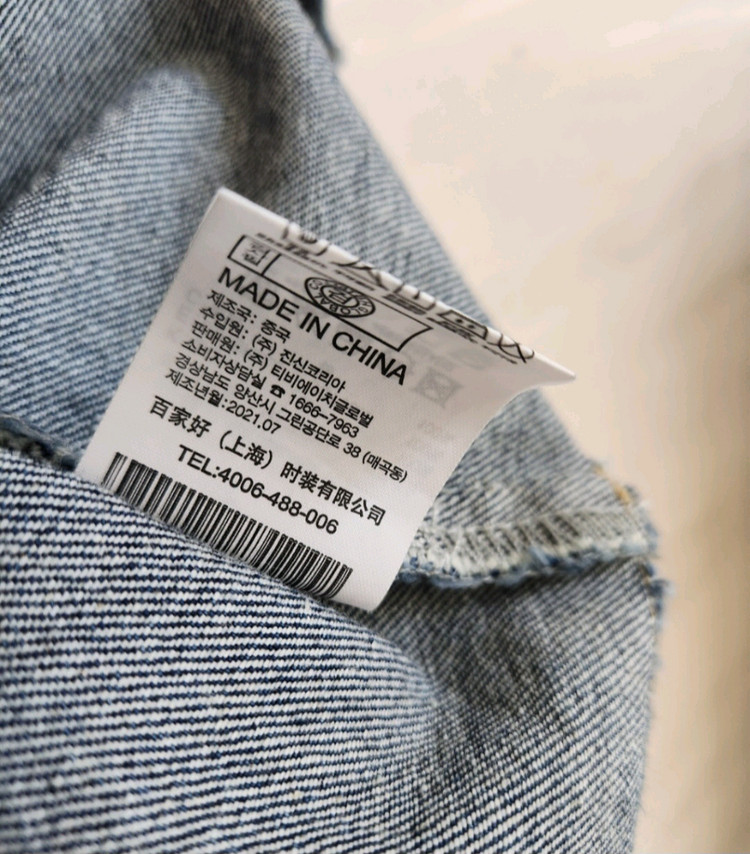 MADE IN CHINA
제조국: 중국
수입원: (주) 진신코리아
판매원: (주) 티비에이치글로벌
소비자상담실 ☎ 1666-7963
경상남도 양산시 그린공단로 38 (매곡동)
제조년월:2021.07
百家好（上海）时装有限公司
TEL:4006-488-006